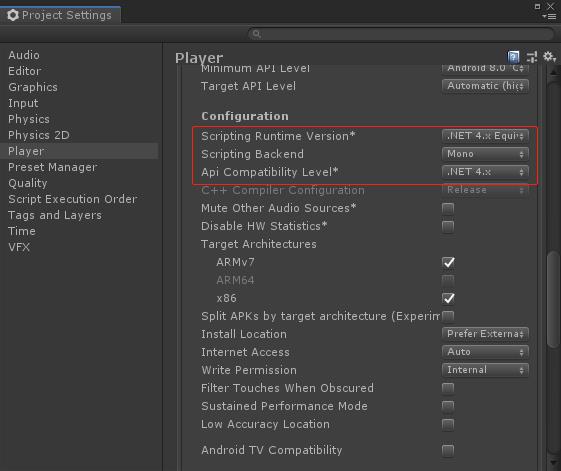 Project Settings
Audio
Editor
Graphics
Input
Physics
Physics 2D
Player
Preset Manager
Quality
Script Execution Order
Tags and Layers
Time
VFX
Player
Minimum API Level Android 8.0 'O
Target API Level Automatic (hi
Configuration
Scripting Runtime Version* .NET 4.x Equi
Scripting Backend Mono
Api Compatibility Level* .NET 4.x
C++ Compiler Configuration Release
Mute Other Audio Sources*
Disable HW Statistics*
Target Architectures
ARMv7
ARM64
x86
Split APKs by target architecture (Experim
Install Location Prefer Externa
Internet Access Auto
Write Permission Internal
Filter Touches When Obscured
Sustained Performance Mode
Low Accuracy Location
Android TV Compatibility